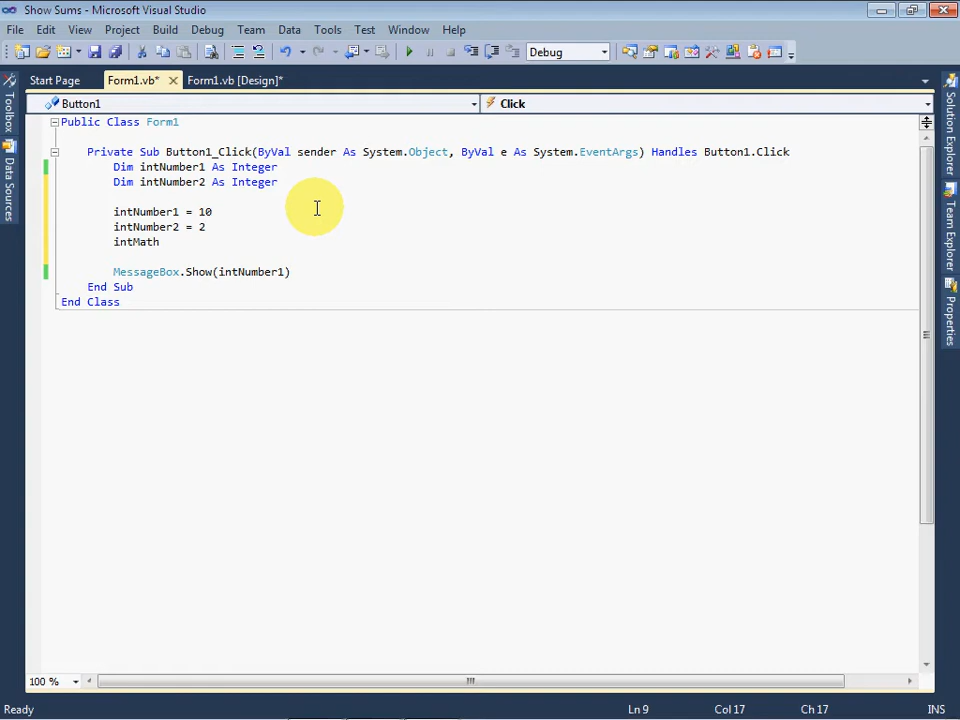 Show Sums - Microsoft Visual Studio
File Edit View Project Build Debug Team Data Tools Window Test Help
Debug
Start Page Form1.vb* Form1.vb [Design]*
Button1 Click
Public Class Form1
Private Sub Button1_Click(ByVal sender As System.Object, ByVal e As System.EventArgs) Handles Button1.Click
Dim intNumber1 As Integer
Dim intNumber2 As Integer
intNumber1 = 10
intNumber2 = 2
intMath
MessageBox.Show(intNumber1)
End Sub
End Class
Toolbox
Data Sources
Solution Explorer
Team Explorer
Properties
100 %
Ready Ln 9 Col 17 Ch 17 INS